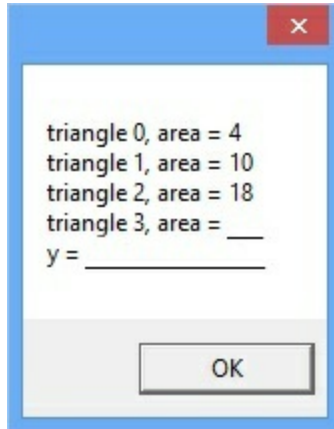 triangle 0, area = 4
triangle 1, area = 10
triangle 2, area = 18
triangle 3, area = ___
y = _______________
OK